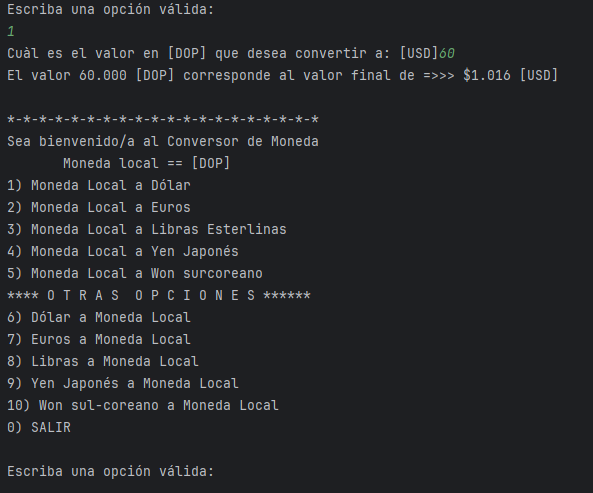 Escriba una opción válida:
1
Cuàl es el valor en [DOP] que desea convertir a: [USD]60
El valor 60.000 [DOP] corresponde al valor final de =>>> $1.016 [USD]
*-*-*-*-*-*-*-*-*-*-*-*-*-*-*-*-*-*-*-*
Sea bienvenido/a al Conversor de Moneda
Moneda local == [DOP]
1) Moneda Local a Dólar
2) Moneda Local a Euros
3) Moneda Local a Libras Esterlinas
4) Moneda Local a Yen Japonés
5) Moneda Local a Won surcoreano
**** O T R A S  O P C I O N E S ******
6) Dólar a Moneda Local
7) Euros a Moneda Local
8) Libras a Moneda Local
9) Yen Japonés a Moneda Local
10) Won sul-coreano a Moneda Local
0) SALIR
Escriba una opción válida: